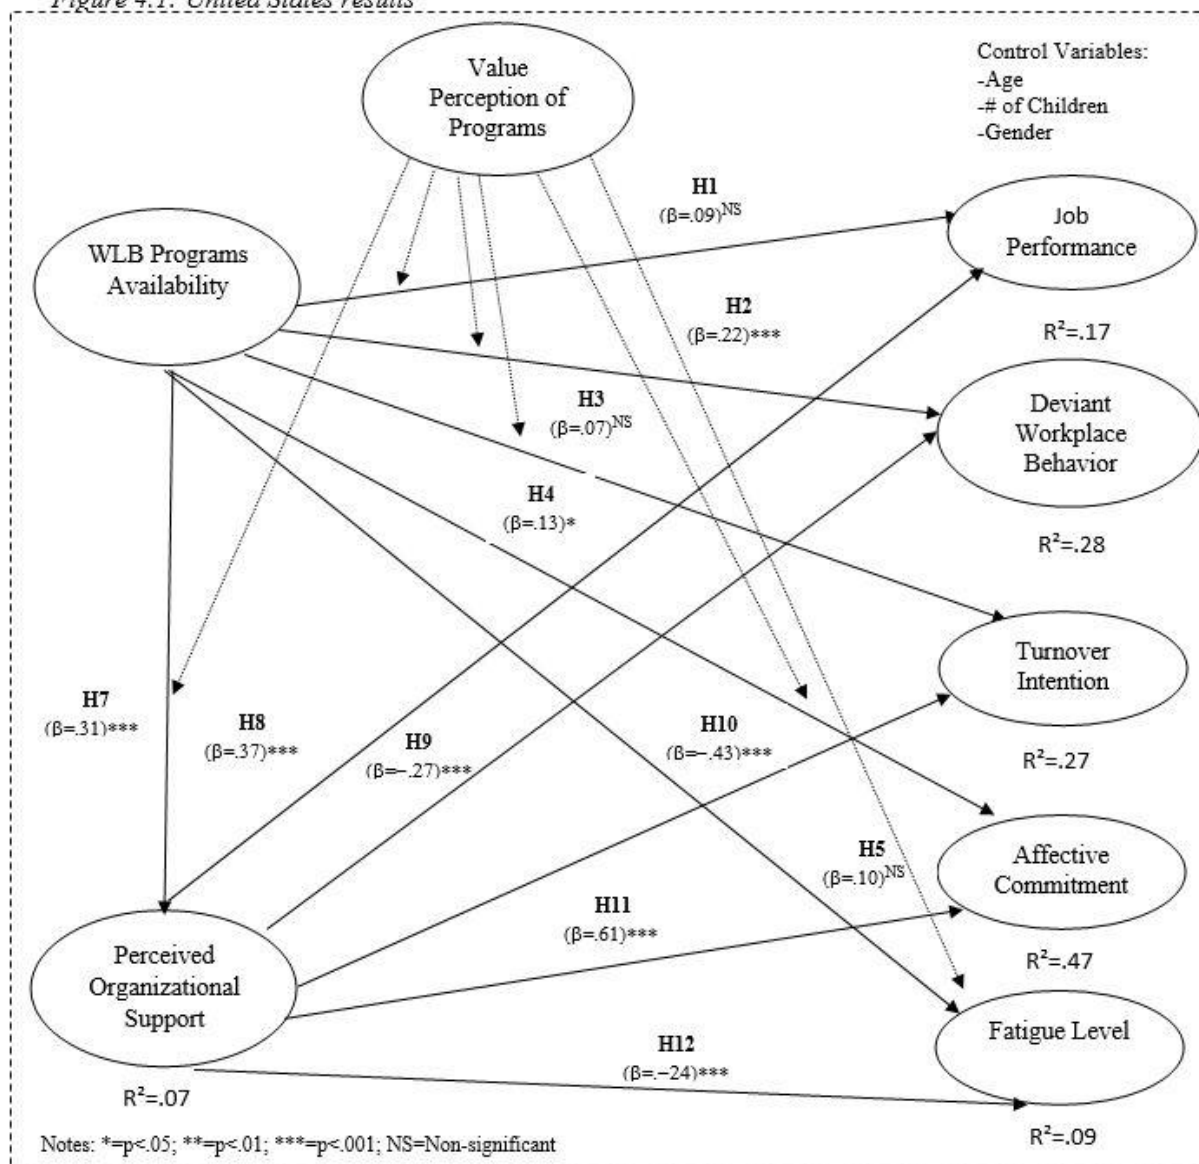 Figure 4.1: United States results
Value
Perception of
Programs
Control Variables:
-Age
-# of Children
-Gender
WLB Programs
Availability
H1
(β=.09)NS
Job
Performance
R²=.17
H2
(β=.22)***
Deviant
Workplace
Behavior
R²=.28
H3
(β=.07)NS
H4
(β=.13)*
Turnover
Intention
R²=.27
H7
(β=.31)***
H8
(β=.37)***
H9
(β=−.27)***
H10
(β=−.43)***
H5
(β=.10)NS
Affective
Commitment
R²=.47
H11
(β=.61)***
Perceived
Organizational
Support
R²=.07
H12
(β=.−24)***
Fatigue Level
R²=.09
Notes: *=p<.05; **=p<.01; ***=p<.001; NS=Non-significant